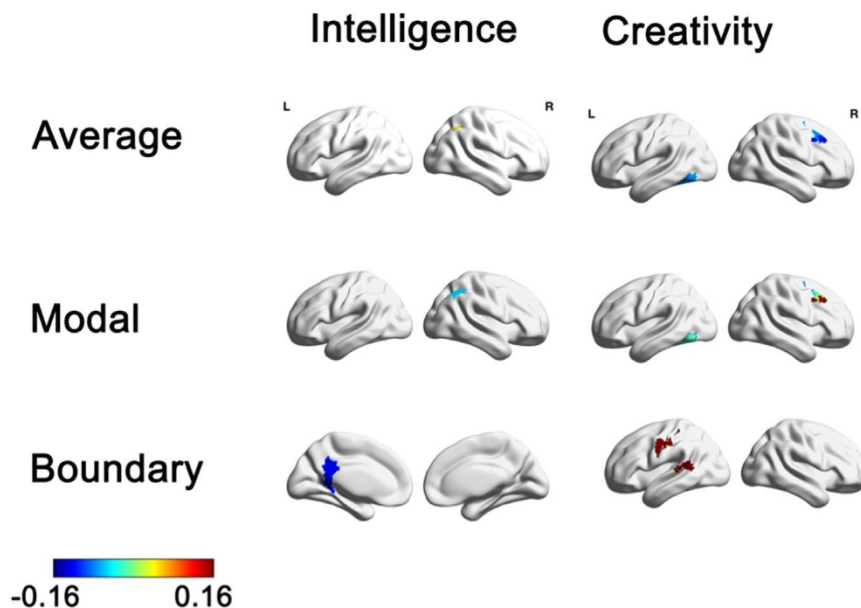 Intelligence Creativity
L R L R
Average
Modal
Boundary
-0.16 0.16